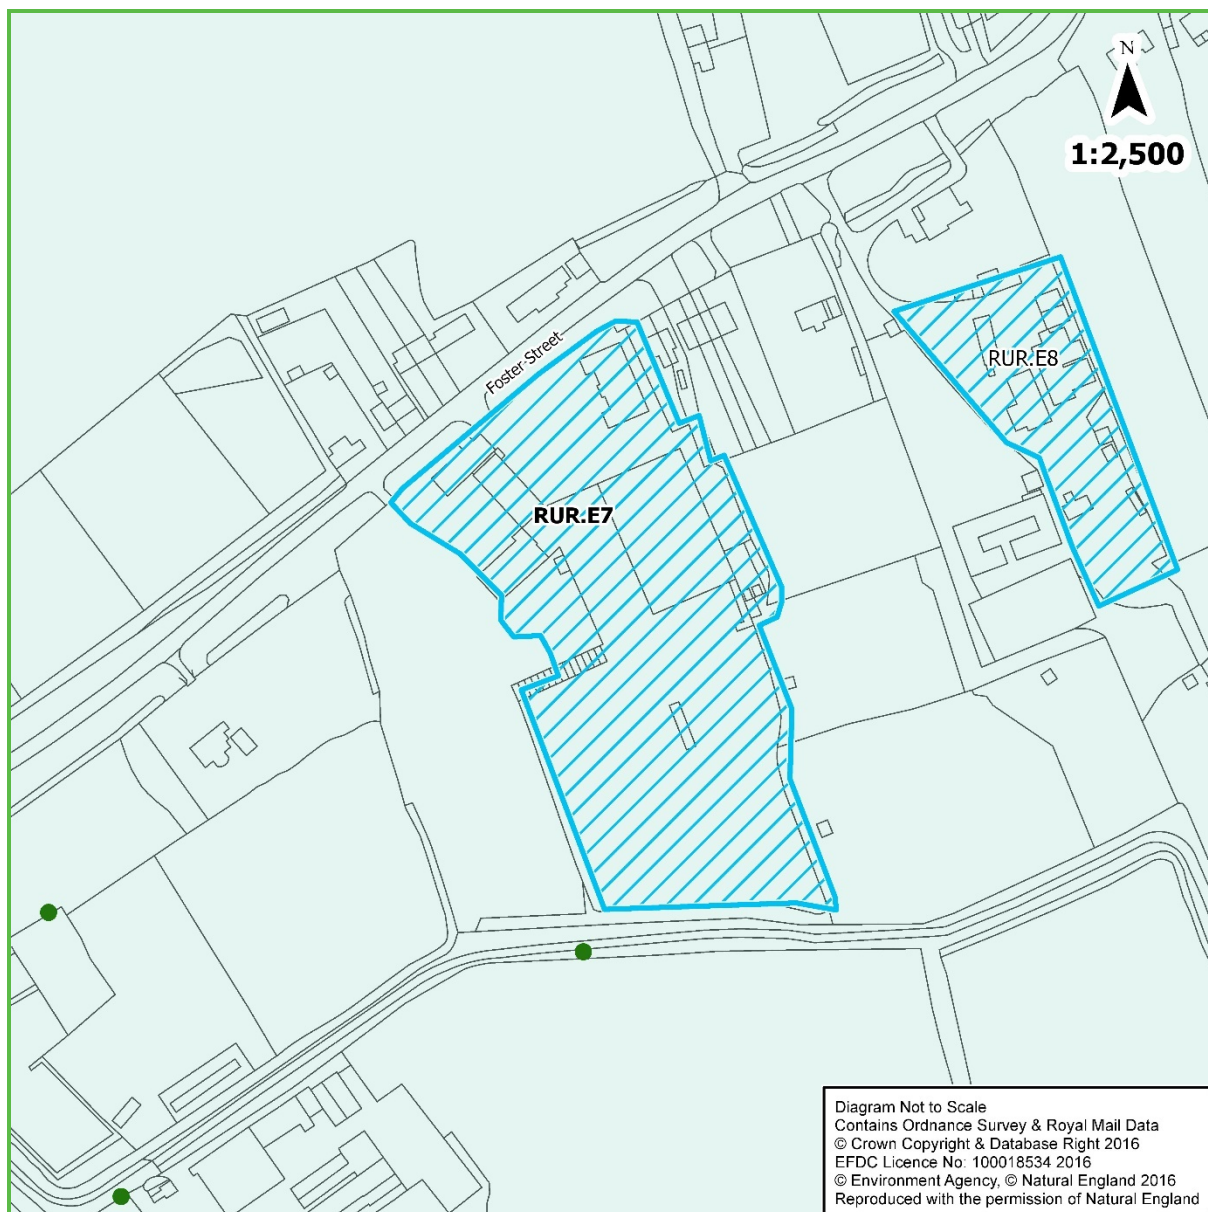 N
1:2,500
Foster Street
RUR.E8
RUR.E7
Diagram Not to Scale
Contains Ordnance Survey & Royal Mail Data
© Crown Copyright & Database Right 2016
EFDC Licence No: 100018534 2016
© Environment Agency, © Natural England 2016
Reproduced with the permission of Natural England